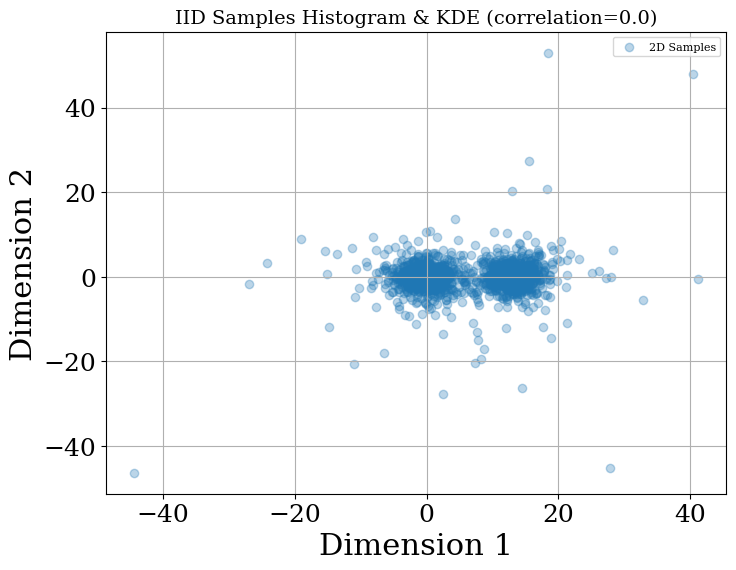 IID Samples Histogram & KDE (correlation=0.0)
2D Samples
Dimension 2
40
20
0
−20
−40
−40 −20 0 20 40
Dimension 1